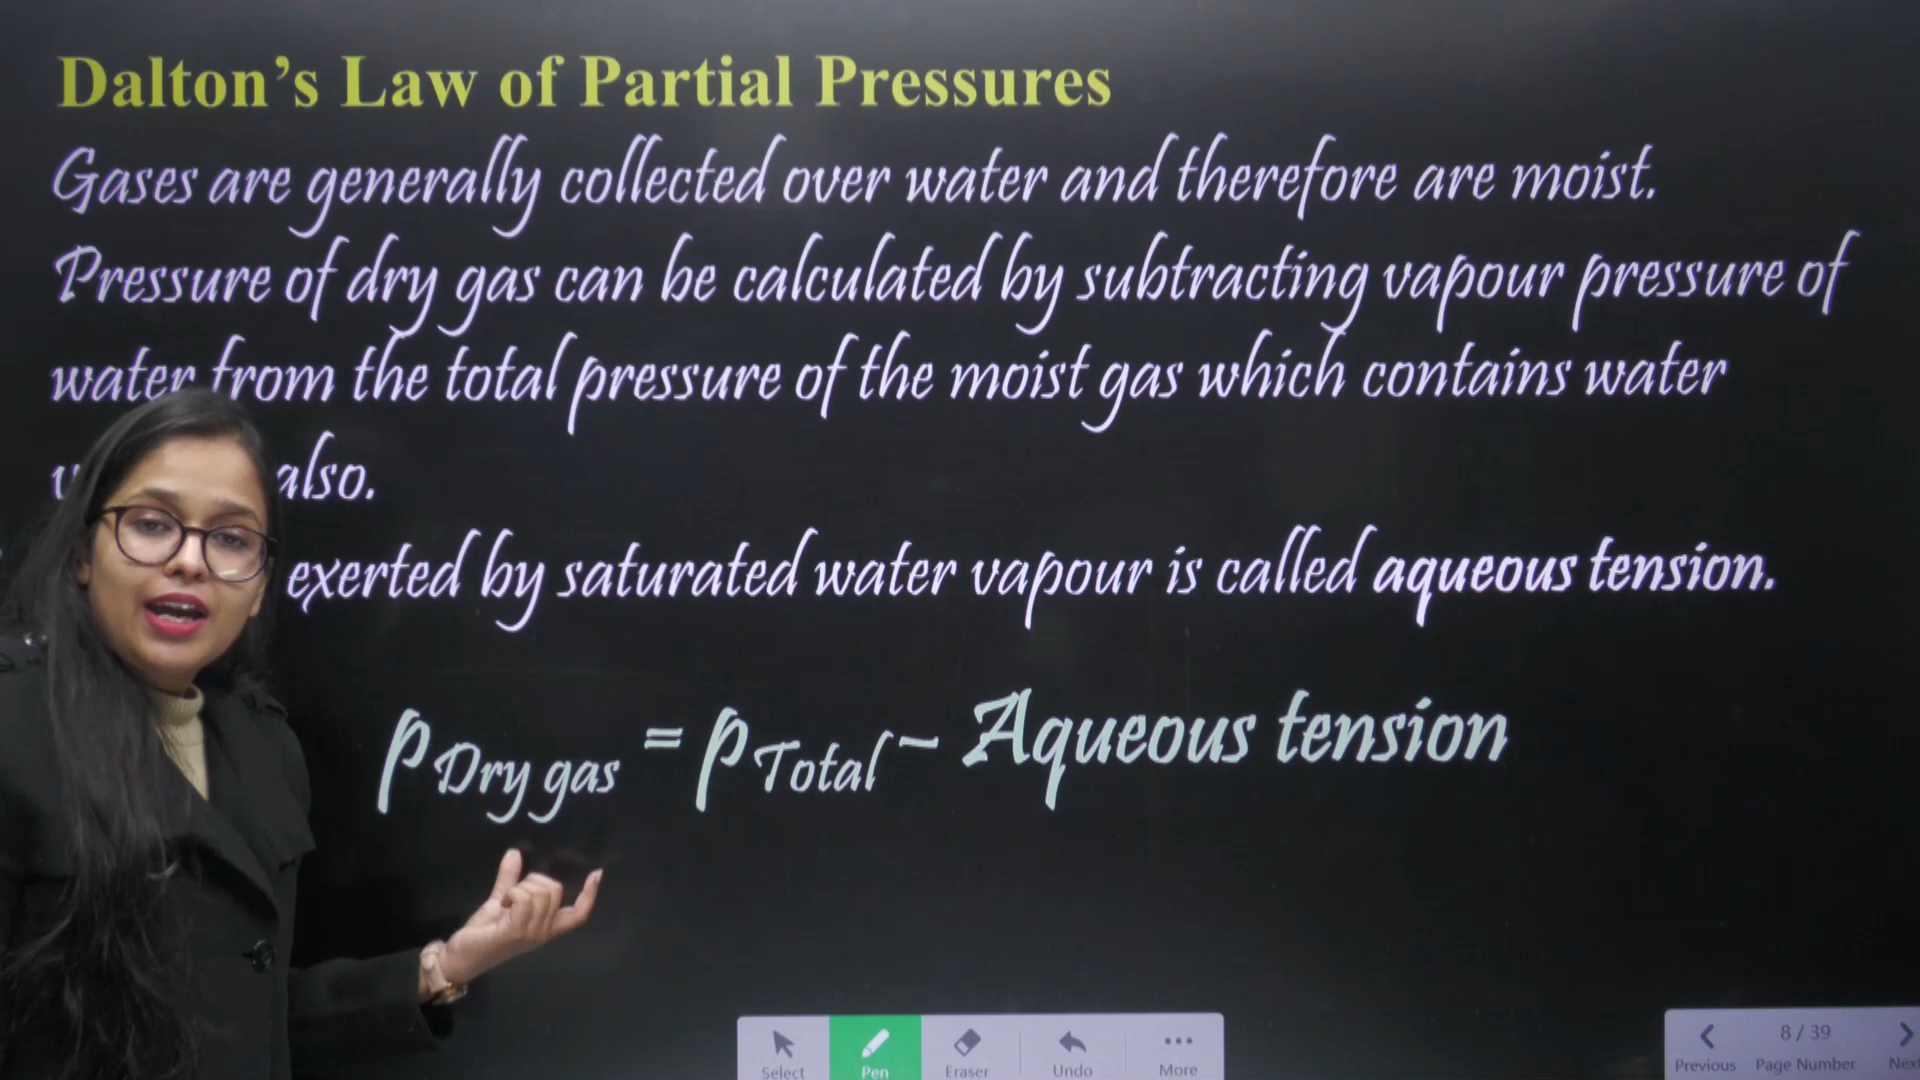 Dalton's Law of Partial Pressures
Gases are generally collected over water and therefore are moist.
Pressure of dry gas can be calculated by subtracting vapour pressure of
water from the total pressure of the moist gas which contains water
also.
exerted by saturated water vapour is called aqueous tension.
p Dry gas = p Total – Aqueous tension
Select Pen Eraser Undo More
8 / 39
Previous Page Number Next